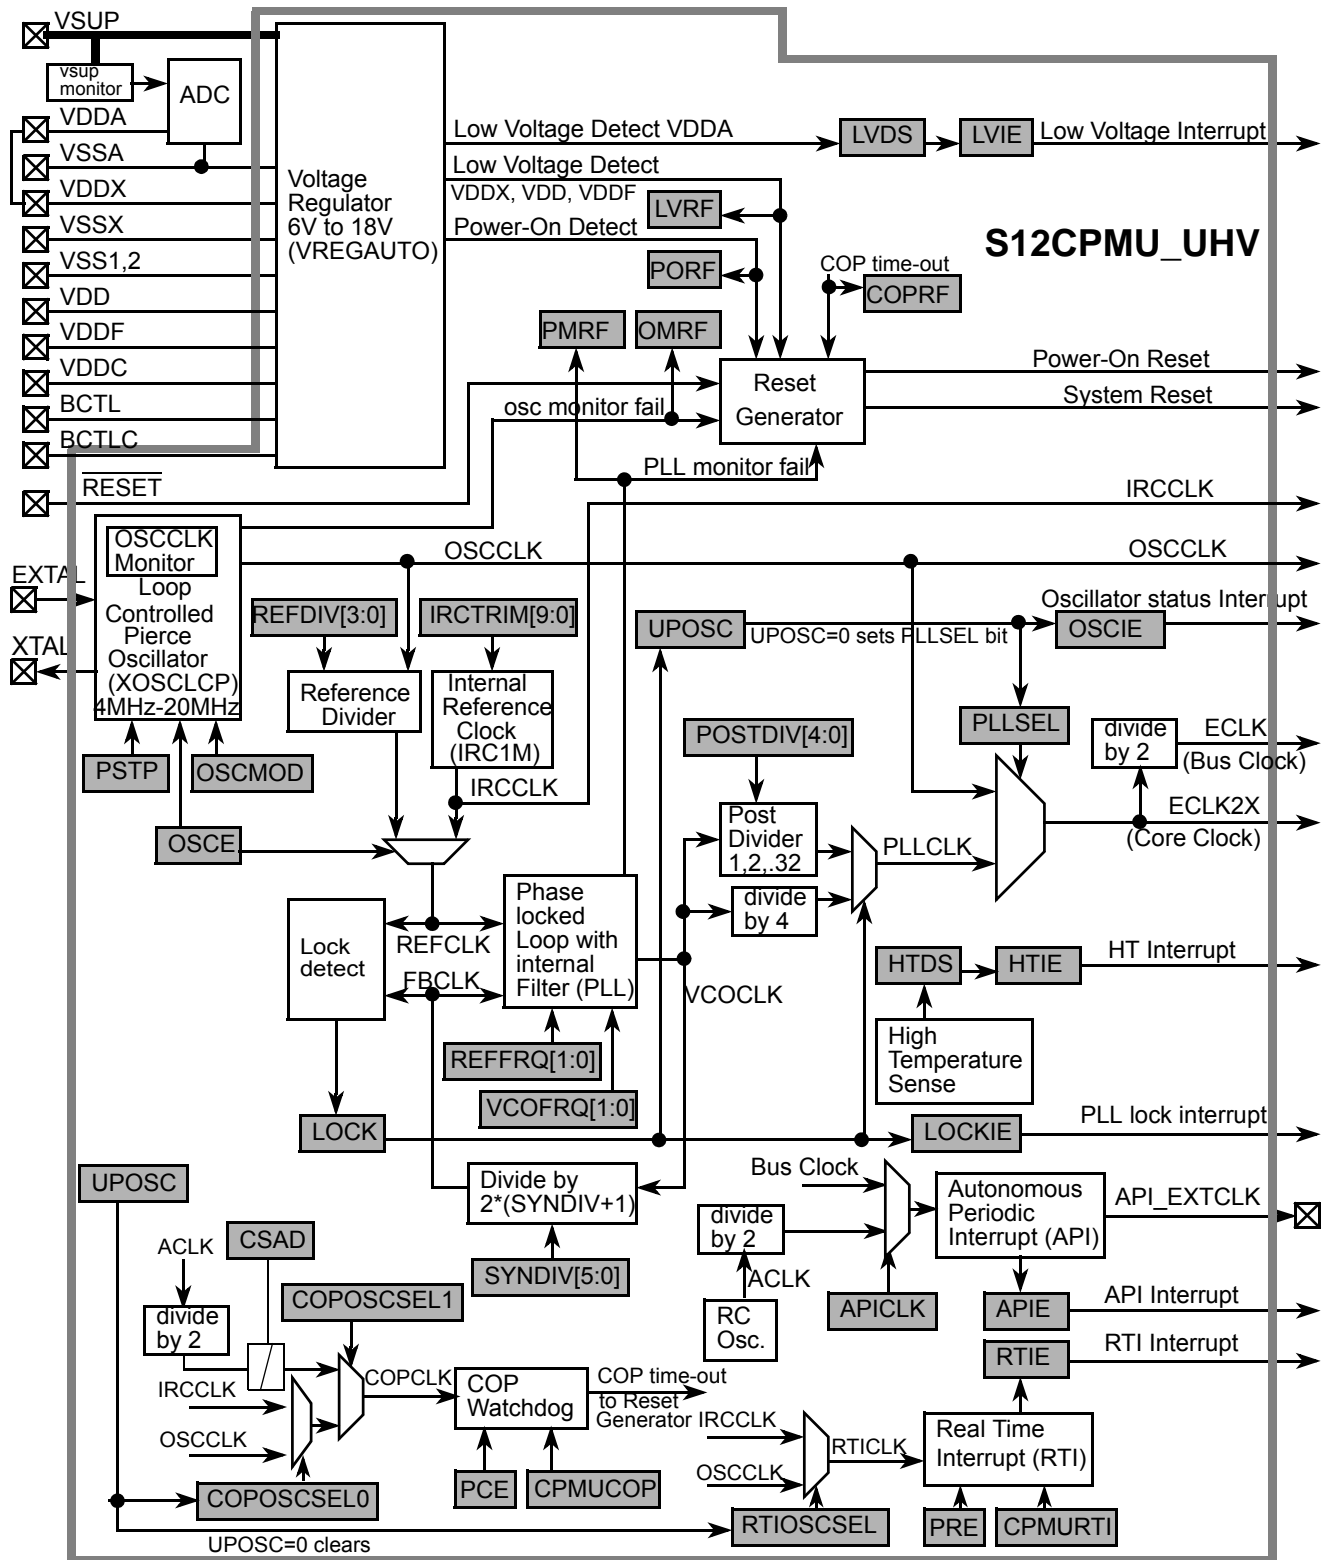 VSUP
vsup
monitor
ADC
VDDA
VSSA
VDDX
VSSX
VSS1,2
VDD
VDDF
VDDC
BCTL
BCTLC
RESET
Voltage
Regulator
6V to 18V
(VREGAUTO)
Low Voltage Detect VDDA
LVDS
LVIE
Low Voltage Interrupt
Low Voltage Detect
VDDX, VDD, VDDF
LVRF
Power-On Detect
PORF
S12CPMU_UHV
COP time-out
COPRF
PMRF
OMRF
Reset
Generator
Power-On Reset
System Reset
osc monitor fail
PLL monitor fail
IRCCLK
OSCCLK
Monitor
Loop
Controlled
Pierce
Oscillator
(XOSCLCP)
4MHz-20MHz
EXTAL
XTAL
OSCCLK
OSCCLK
REFDIV[3:0]
IRCTRIM[9:0]
UPOSC
UPOSC=0 sets PLLSEL bit
Oscillator status Interrupt
OSCIE
Reference
Divider
Internal
Reference
Clock
(IRC1M)
PSTP
OSCMOD
IRCCLK
OSCE
POSTDIV[4:0]
PLLSEL
divide
by 2
ECLK
(Bus Clock)
ECLK2X
(Core Clock)
Post
Divider
1,2,.32
PLLCLK
divide
by 4
Lock
detect
REFCLK
FBCLK
Phase
locked
Loop with
internal
Filter (PLL)
VCOCLK
REFFRQ[1:0]
VCOFRQ[1:0]
HTDS
HTIE
HT Interrupt
High
Temperature
Sense
LOCK
LOCKIE
PLL lock interrupt
UPOSC
Divide by
2*(SYNDIV+1)
SYNDIV[5:0]
Bus Clock
divide
by 2
ACLK
RC
Osc.
APICLK
Autonomous
Periodic
Interrupt (API)
API_EXTCLK
APIE
API Interrupt
RTIE
RTI Interrupt
ACLK
CSAD
divide
by 2
COPOSCSEL1
IRCCLK
OSCCLK
COPCLK
COP
Watchdog
COP time-out
to Reset
Generator
PCE
CPMUCOP
COPOSCSEL0
UPOSC=0 clears
IRCCLK
OSCCLK
RTICLK
Real Time
Interrupt (RTI)
RTIOSCSEL
PRE
CPMURTI